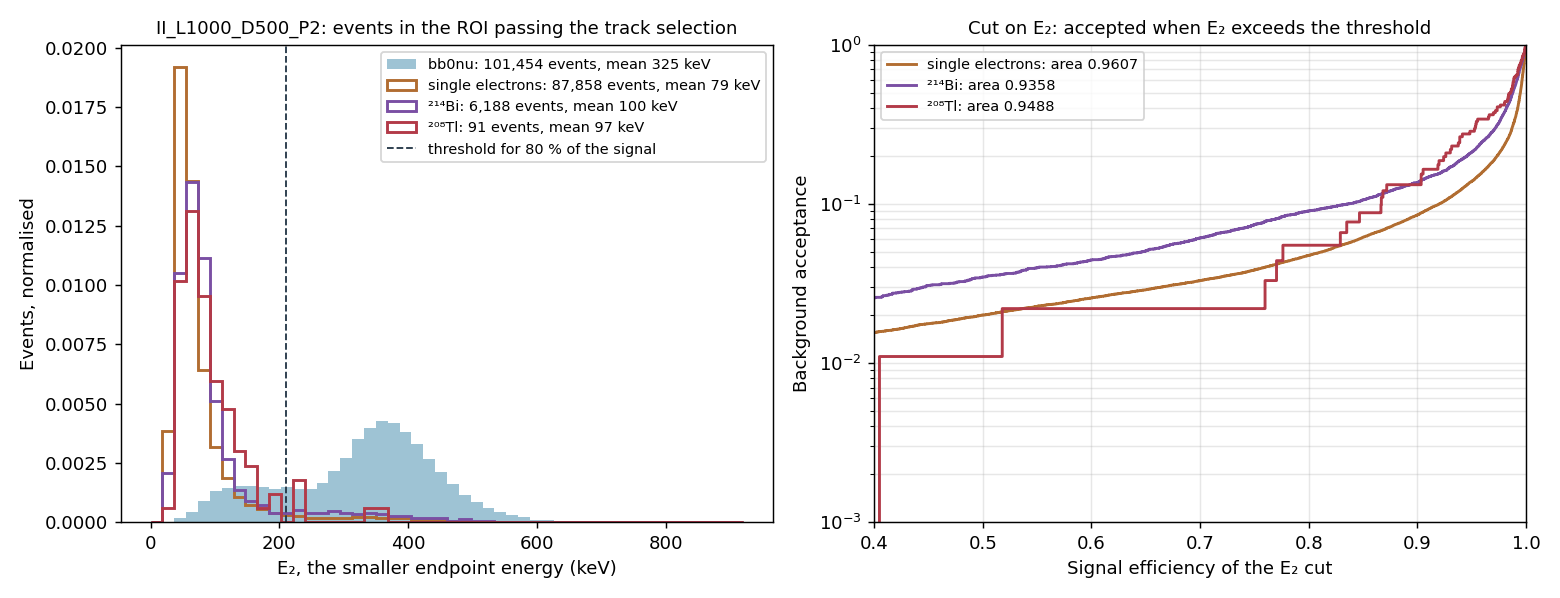 II_L1000_D500_P2: events in the ROI passing the track selection
Events, normalised
0.0200
0.0175
0.0150
0.0125
0.0100
0.0075
0.0050
0.0025
0.0000
bb0nu: 101,454 events, mean 325 keV
single electrons: 87,858 events, mean 79 keV
²¹⁴Bi: 6,188 events, mean 100 keV
²⁰⁸Tl: 91 events, mean 97 keV
threshold for 80 % of the signal
0 200 400 600 800
E₂, the smaller endpoint energy (keV)
Cut on E₂: accepted when E₂ exceeds the threshold
Background acceptance
10⁰
10⁻¹
10⁻²
10⁻³
single electrons: area 0.9607
²¹⁴Bi: area 0.9358
²⁰⁸Tl: area 0.9488
0.4 0.5 0.6 0.7 0.8 0.9 1.0
Signal efficiency of the E₂ cut